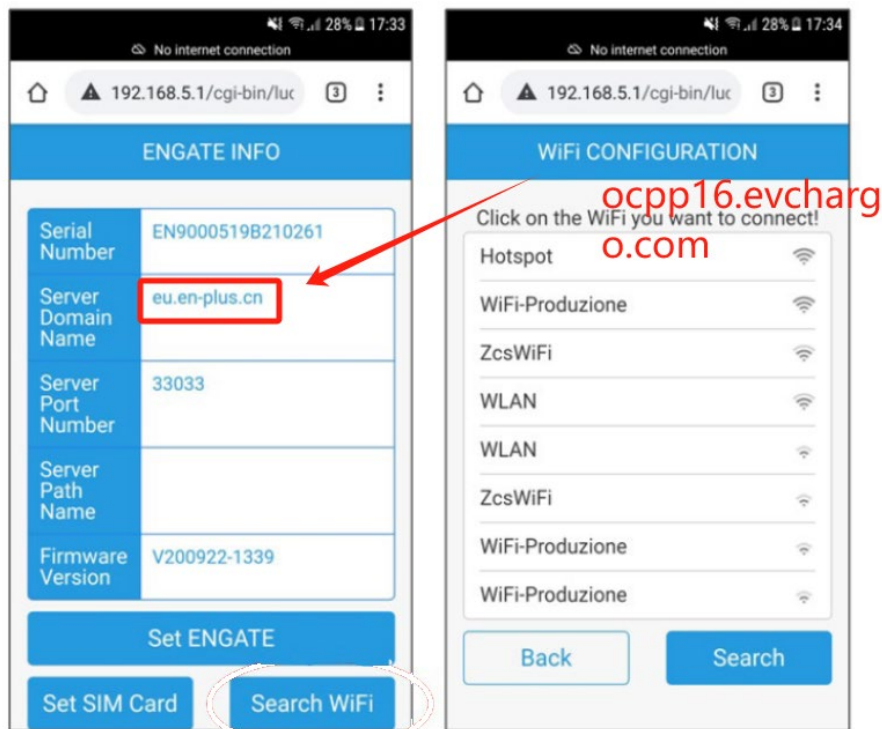 28% 17:33
No internet connection
192.168.5.1/cgi-bin/luc 3
ENGATE INFO
Serial
Number
EN9000519B210261
Server
Domain
Name
eu.en-plus.cn
Server
Port
Number
33033
Server
Path
Name
Firmware
Version
V200922-1339
Set ENGATE
Set SIM Card
Search WiFi
28% 17:34
No internet connection
192.168.5.1/cgi-bin/luc 3
WiFi CONFIGURATION
ocpp16.evcharg
o.com
Click on the WiFi you want to connect!
Hotspot
WiFi-Produzione
ZcsWiFi
WLAN
WLAN
ZcsWiFi
WiFi-Produzione
WiFi-Produzione
Back
Search